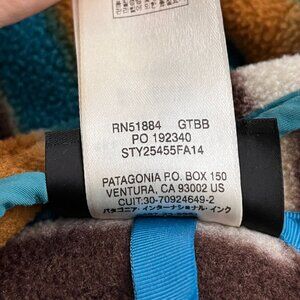 RN51884 GTBB
PO 192340
STY25455FA14
PATAGONIA P.O. BOX 150
VENTURA, CA 93002 US
CUIT:30-70924649-2
パタゴニア・インターナショナル・インク